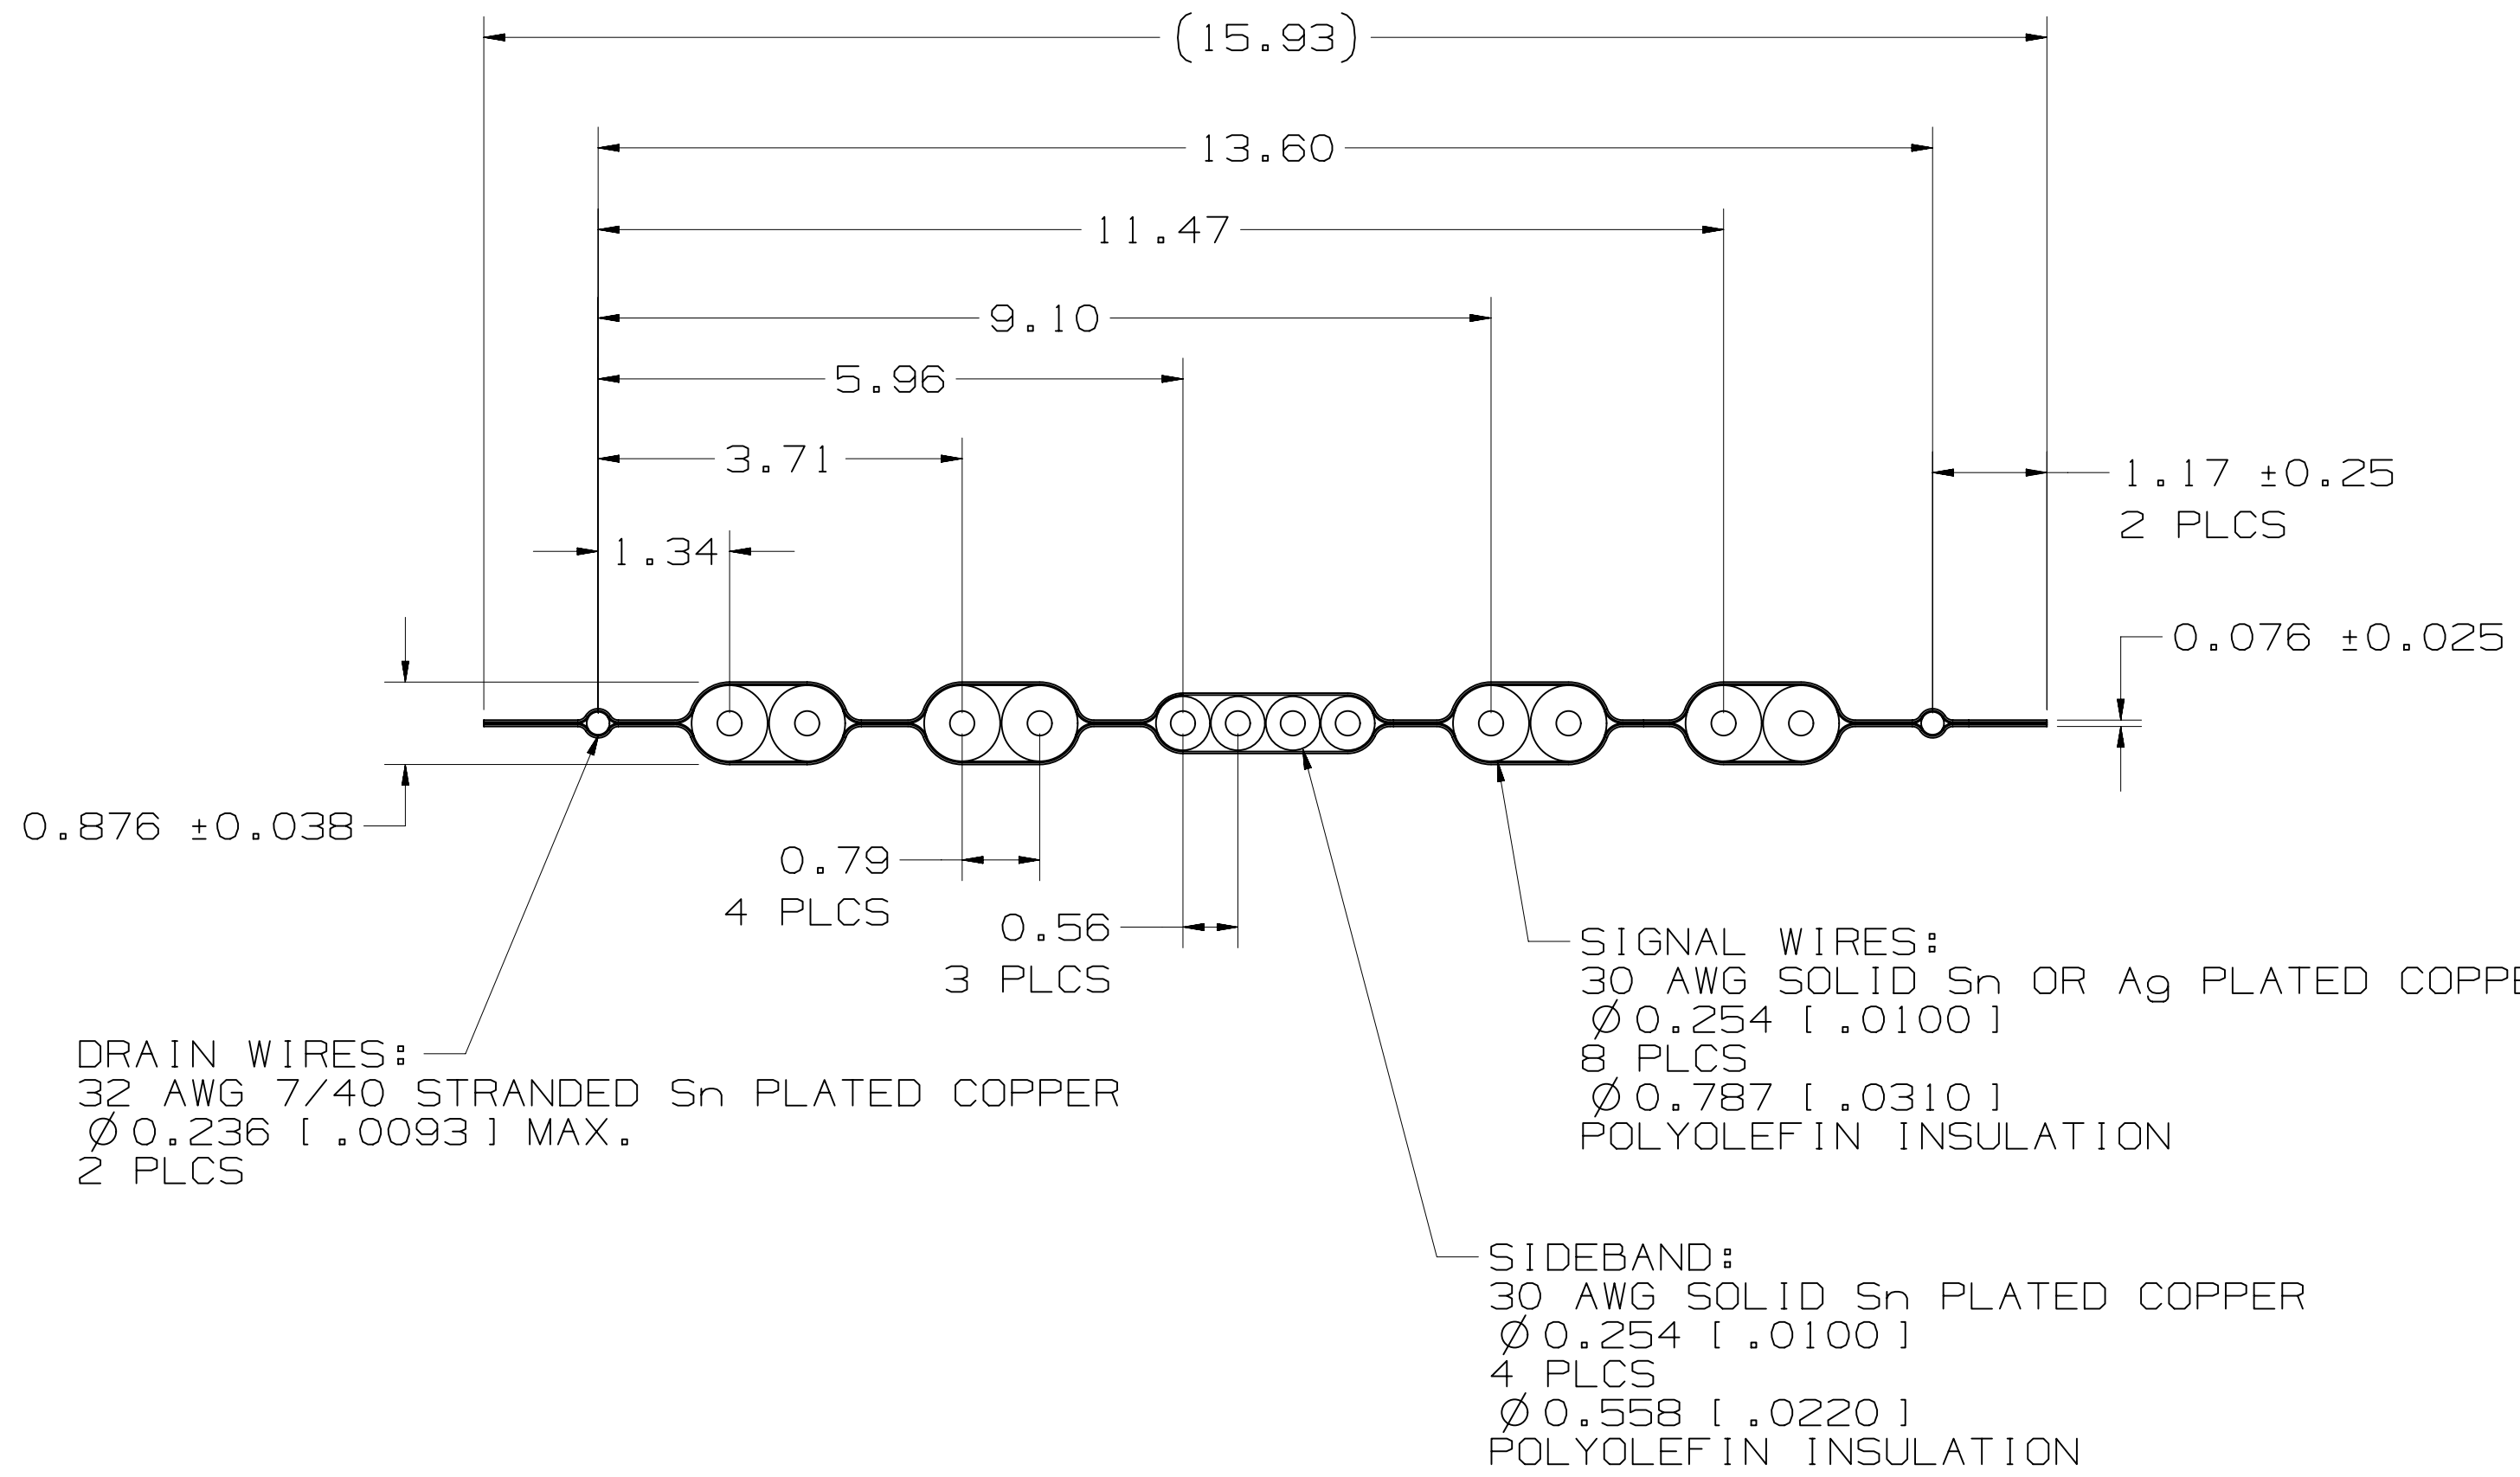 (15.93)
13.60
11.47
9.10
5.96
3.71
1.17 ±0.25
2 PLCS
1.34
0.076 ±0.025
0.876 ±0.038
0.79
4 PLCS
0.56
3 PLCS
SIGNAL WIRES:
30 AWG SOLID Sn OR Ag PLATED COPPE
Ø0.254 [.0100]
8 PLCS
Ø0.787 [.0310]
POLYOLEFIN INSULATION
DRAIN WIRES:
32 AWG 7/40 STRANDED Sn PLATED COPPER
Ø0.236 [.0093] MAX.
2 PLCS
SIDEBAND:
30 AWG SOLID Sn PLATED COPPER
Ø0.254 [.0100]
4 PLCS
Ø0.558 [.0220]
POLYOLEFIN INSULATION